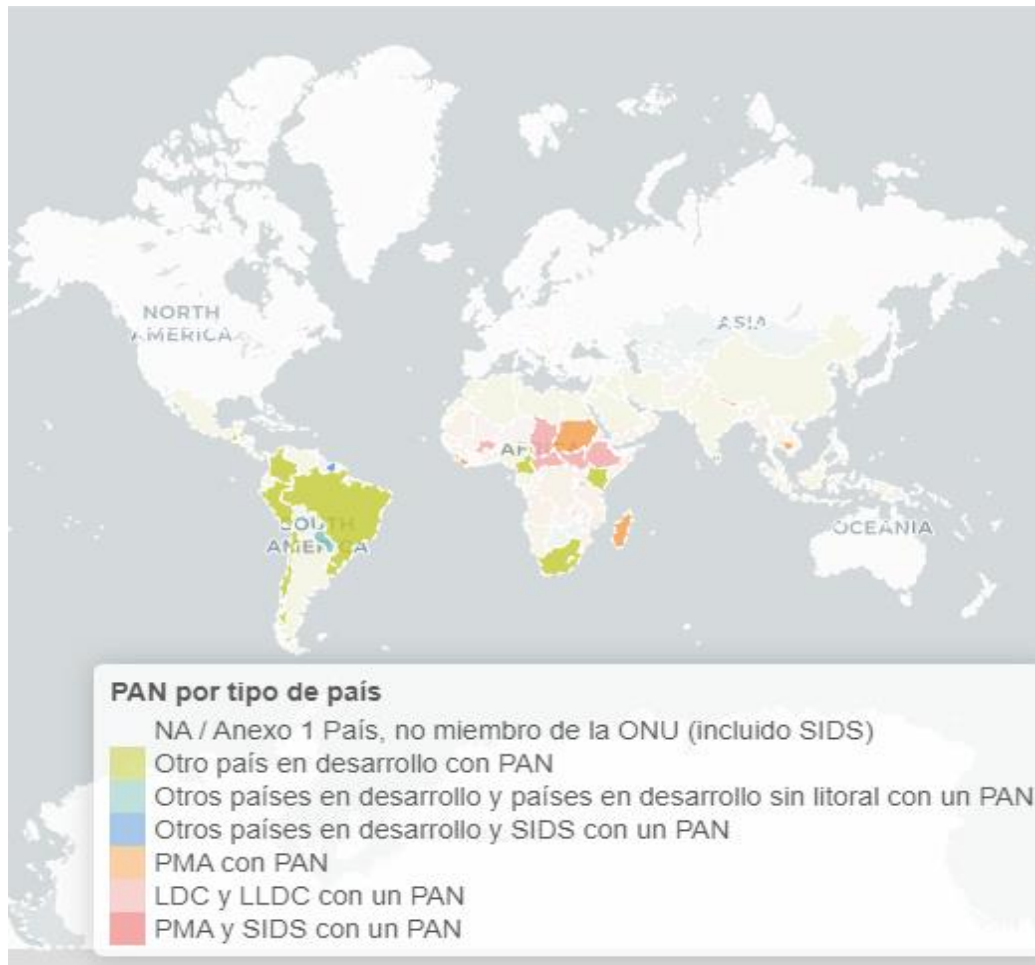 NORTH
AMERICA
ASIA
AFRICA
SOUTH
AMERICA
OCEANIA
PAN por tipo de país
NA / Anexo 1 País, no miembro de la ONU (incluido SIDS)
Otro país en desarrollo con PAN
Otros países en desarrollo y países en desarrollo sin litoral con un PAN
Otros países en desarrollo y SIDS con un PAN
PMA con PAN
LDC y LLDC con un PAN
PMA y SIDS con un PAN